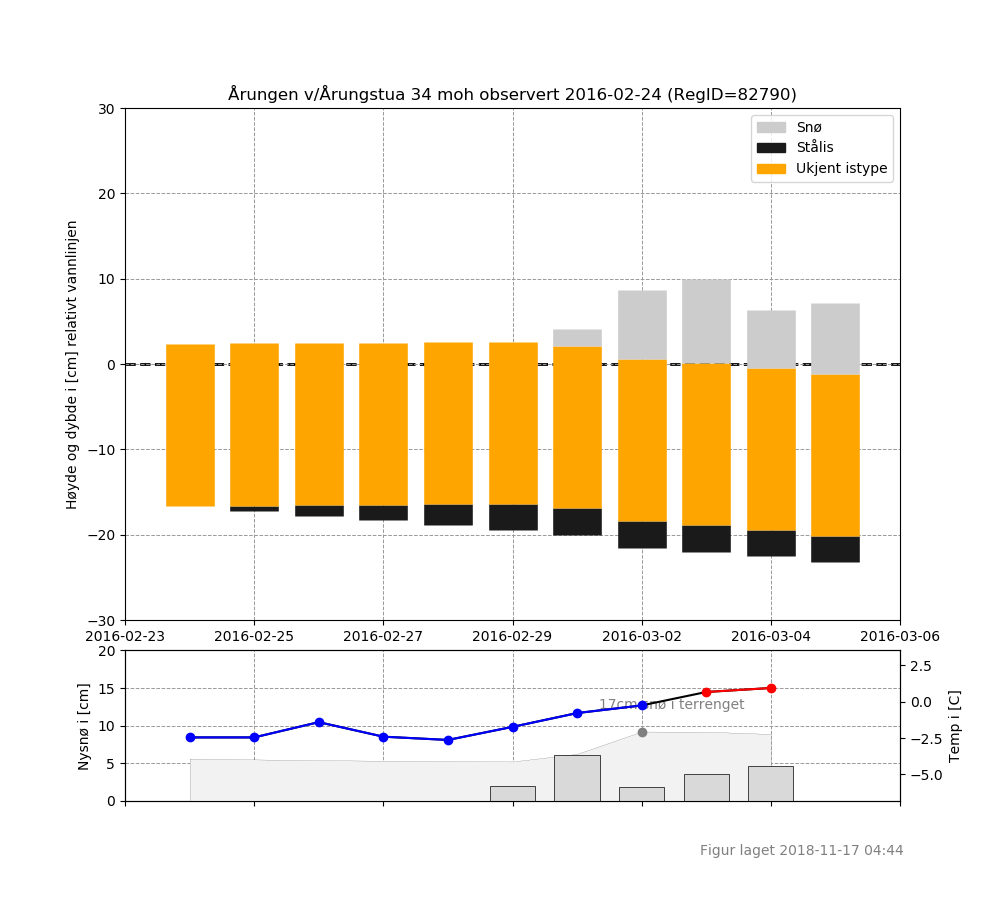 Årungen v/Årungstua 34 moh observert 2016-02-24 (RegID=82790)
Snø
Stålis
Ukjent istype
Høyde og dybde i [cm] relativt vannlinjen
30
20
10
0
−10
−20
−30
2016-02-23
2016-02-25
2016-02-27
2016-02-29
2016-03-02
2016-03-04
2016-03-06
Nysnø i [cm]
20
15
10
5
0
17cm snø i terrenget
2.5
0.0
−2.5
−5.0
Temp i [C]
Figur laget 2018-11-17 04:44